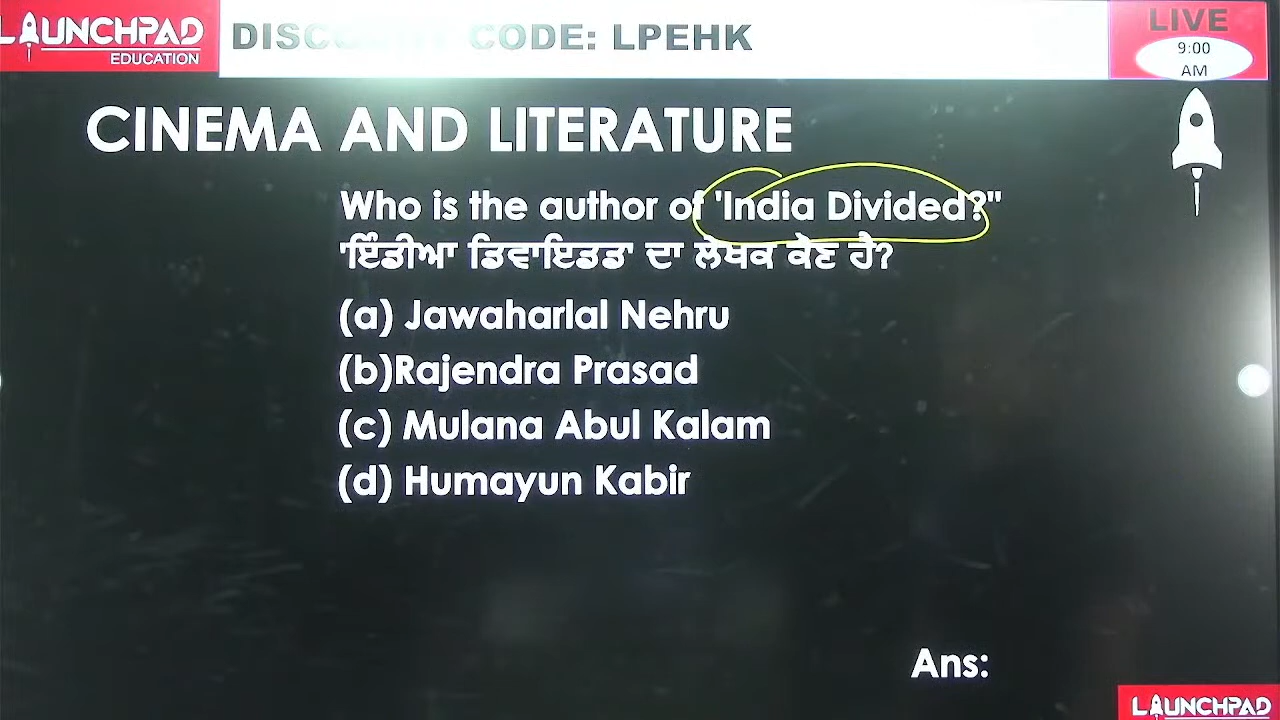 LAUNCHPAD
EDUCATION
DISCOUNT CODE: LPEHK
LIVE
9:00
AM
CINEMA AND LITERATURE
Who is the author of 'India Divided?"
'ਇੰਡੀਆ ਡਿਵਾਇਡਡ' ਦਾ ਲੇਖਕ ਕੌਣ ਹੈ?
(a) Jawaharlal Nehru
(b)Rajendra Prasad
(c) Mulana Abul Kalam
(d) Humayun Kabir
Ans:
LAUNCHPAD